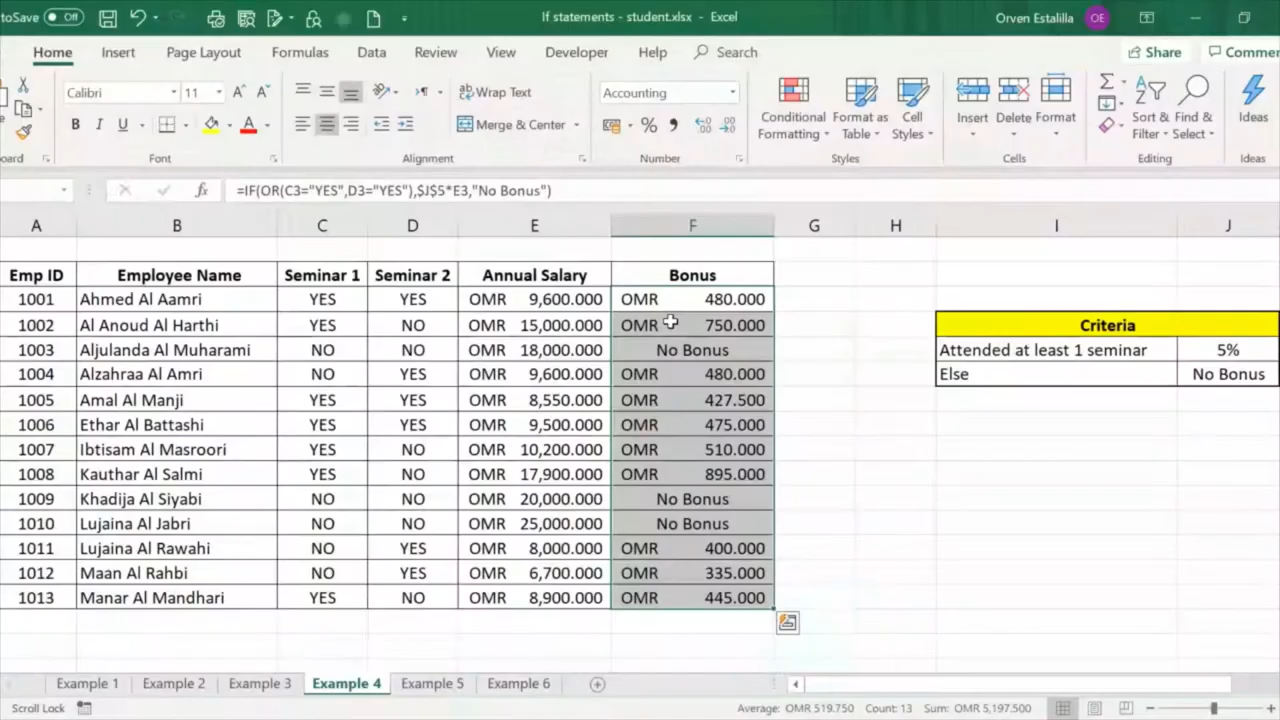 toSave Off If statements - student.xlsx - Excel Orven Estalilla OE
Home Insert Page Layout Formulas Data Review View Developer Help Search Share Comme
Calibri 11 Wrap Text Accounting Conditional Formatting Format as Table Cell Styles Insert Delete Format Sort & Filter Find & Select Ideas
B I U Merge & Center
oard Font Alignment Number Styles Cells Editing Ideas
fx =IF(OR(C3="YES",D3="YES"),$J$5*E3,"No Bonus")
A B C D E F G H I J
Emp ID Employee Name Seminar 1 Seminar 2 Annual Salary Bonus
1001 Ahmed Al Aamri YES YES OMR 9,600.000 OMR 480.000
1002 Al Anoud Al Harthi YES NO OMR 15,000.000 OMR 750.000 Criteria
1003 Aljulanda Al Muharami NO NO OMR 18,000.000 No Bonus Attended at least 1 seminar 5%
1004 Alzahraa Al Amri NO YES OMR 9,600.000 OMR 480.000 Else No Bonus
1005 Amal Al Manji YES YES OMR 8,550.000 OMR 427.500
1006 Ethar Al Battashi YES YES OMR 9,500.000 OMR 475.000
1007 Ibtisam Al Masroori YES NO OMR 10,200.000 OMR 510.000
1008 Kauthar Al Salmi YES NO OMR 17,900.000 OMR 895.000
1009 Khadija Al Siyabi NO NO OMR 20,000.000 No Bonus
1010 Lujaina Al Jabri NO NO OMR 25,000.000 No Bonus
1011 Lujaina Al Rawahi NO YES OMR 8,000.000 OMR 400.000
1012 Maan Al Rahbi NO YES OMR 6,700.000 OMR 335.000
1013 Manar Al Mandhari YES NO OMR 8,900.000 OMR 445.000
Example 1 Example 2 Example 3 Example 4 Example 5 Example 6
Scroll Lock Average: OMR 519.750 Count: 13 Sum: OMR 5,197.500